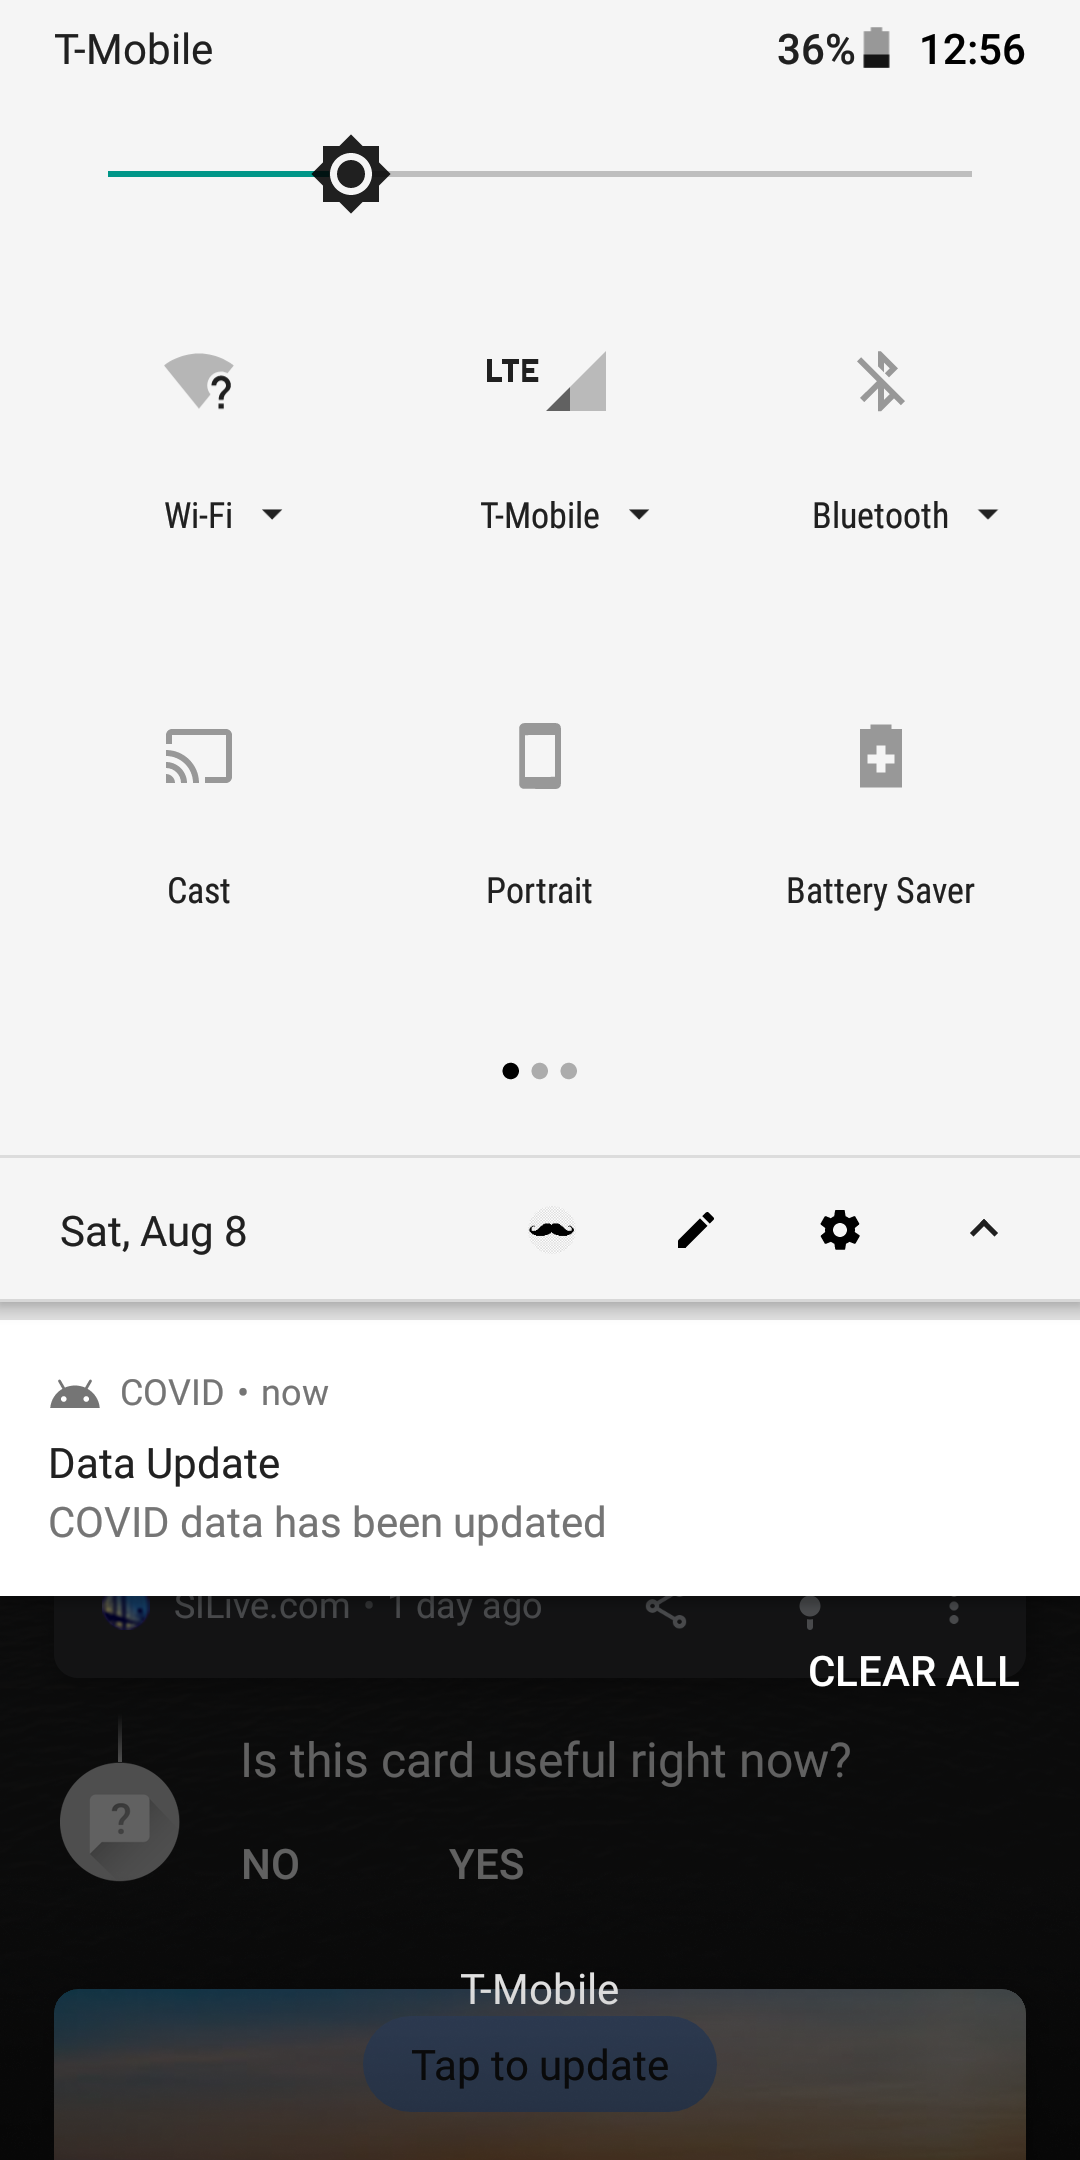 T-Mobile 36% 12:56
LTE
Wi-Fi T-Mobile Bluetooth
Cast Portrait Battery Saver
Sat, Aug 8
COVID • now
Data Update
COVID data has been updated
SILive.com • 1 day ago
CLEAR ALL
Is this card useful right now?
NO YES
T-Mobile
Tap to update